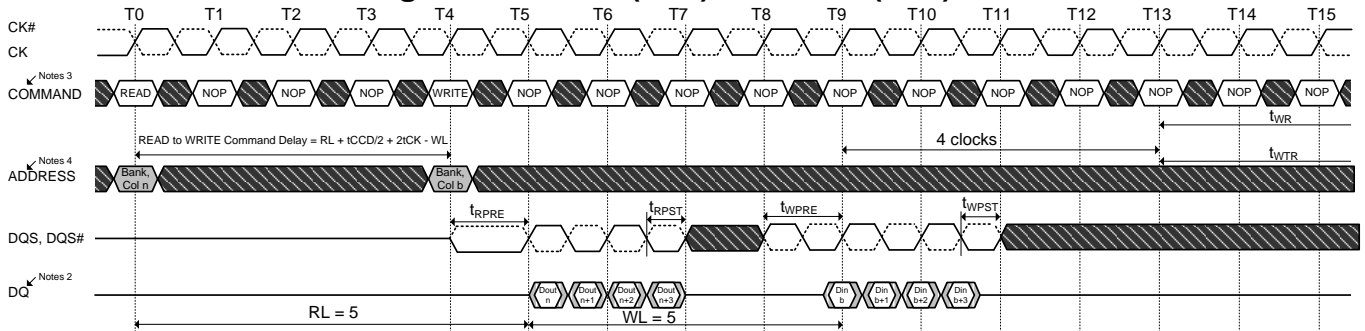 T0 T1 T2 T3 T4 T5 T6 T7 T8 T9 T10 T11 T12 T13 T14 T15
CK#
CK
Notes 3
COMMAND READ NOP NOP NOP WRITE NOP NOP NOP NOP NOP NOP NOP NOP NOP NOP NOP
tWR
READ to WRITE Command Delay = RL + tCCD/2 + 2tCK - WL
4 clocks
tWTR
Notes 4
ADDRESS
Bank, Col n
Bank, Col b
tRPRE tRPST tWPRE tWPST
DQS, DQS#
Notes 2
DQ
Dout n
Dout n+1
Dout n+2
Dout n+3
Din b
Din b+1
Din b+2
Din b+3
RL = 5
WL = 5